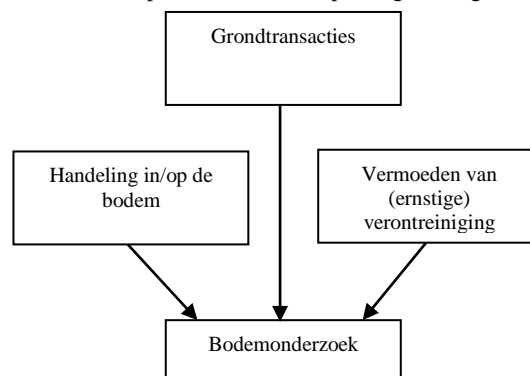 Grondtransacties
Handeling in/op de
bodem
Vermoeden van
(ernstige)
verontreiniging
Bodemonderzoek